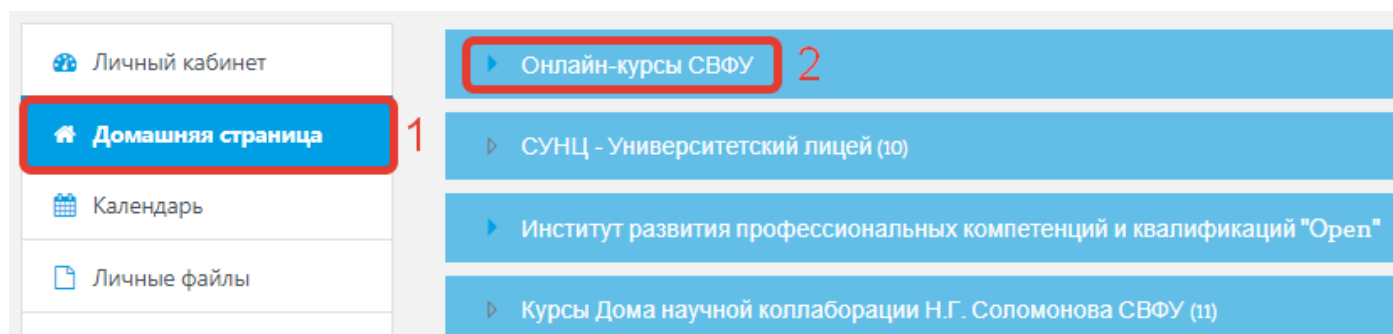 Личный кабинет
Домашняя страница
1
Календарь
Личные файлы
Онлайн-курсы СВФУ
2
СУНЦ - Университетский лицей (10)
Институт развития профессиональных компетенций и квалификаций "Open"
Курсы Дома научной коллаборации Н.Г. Соломонова СВФУ (11)